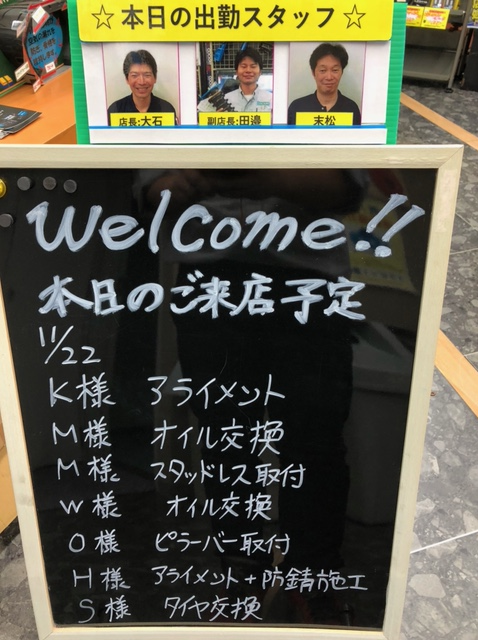 ☆ 本日の出勤スタッフ ☆
店長:大石
副店長:田邉
末松
Welcome!!
本日のご来店予定
11/22
K様 アライメント
M様 オイル交換
M様 スタッドレス取付
W様 オイル交換
O様 ピラーバー取付
H様 アライメント+防錆施工
S様 タイヤ交換